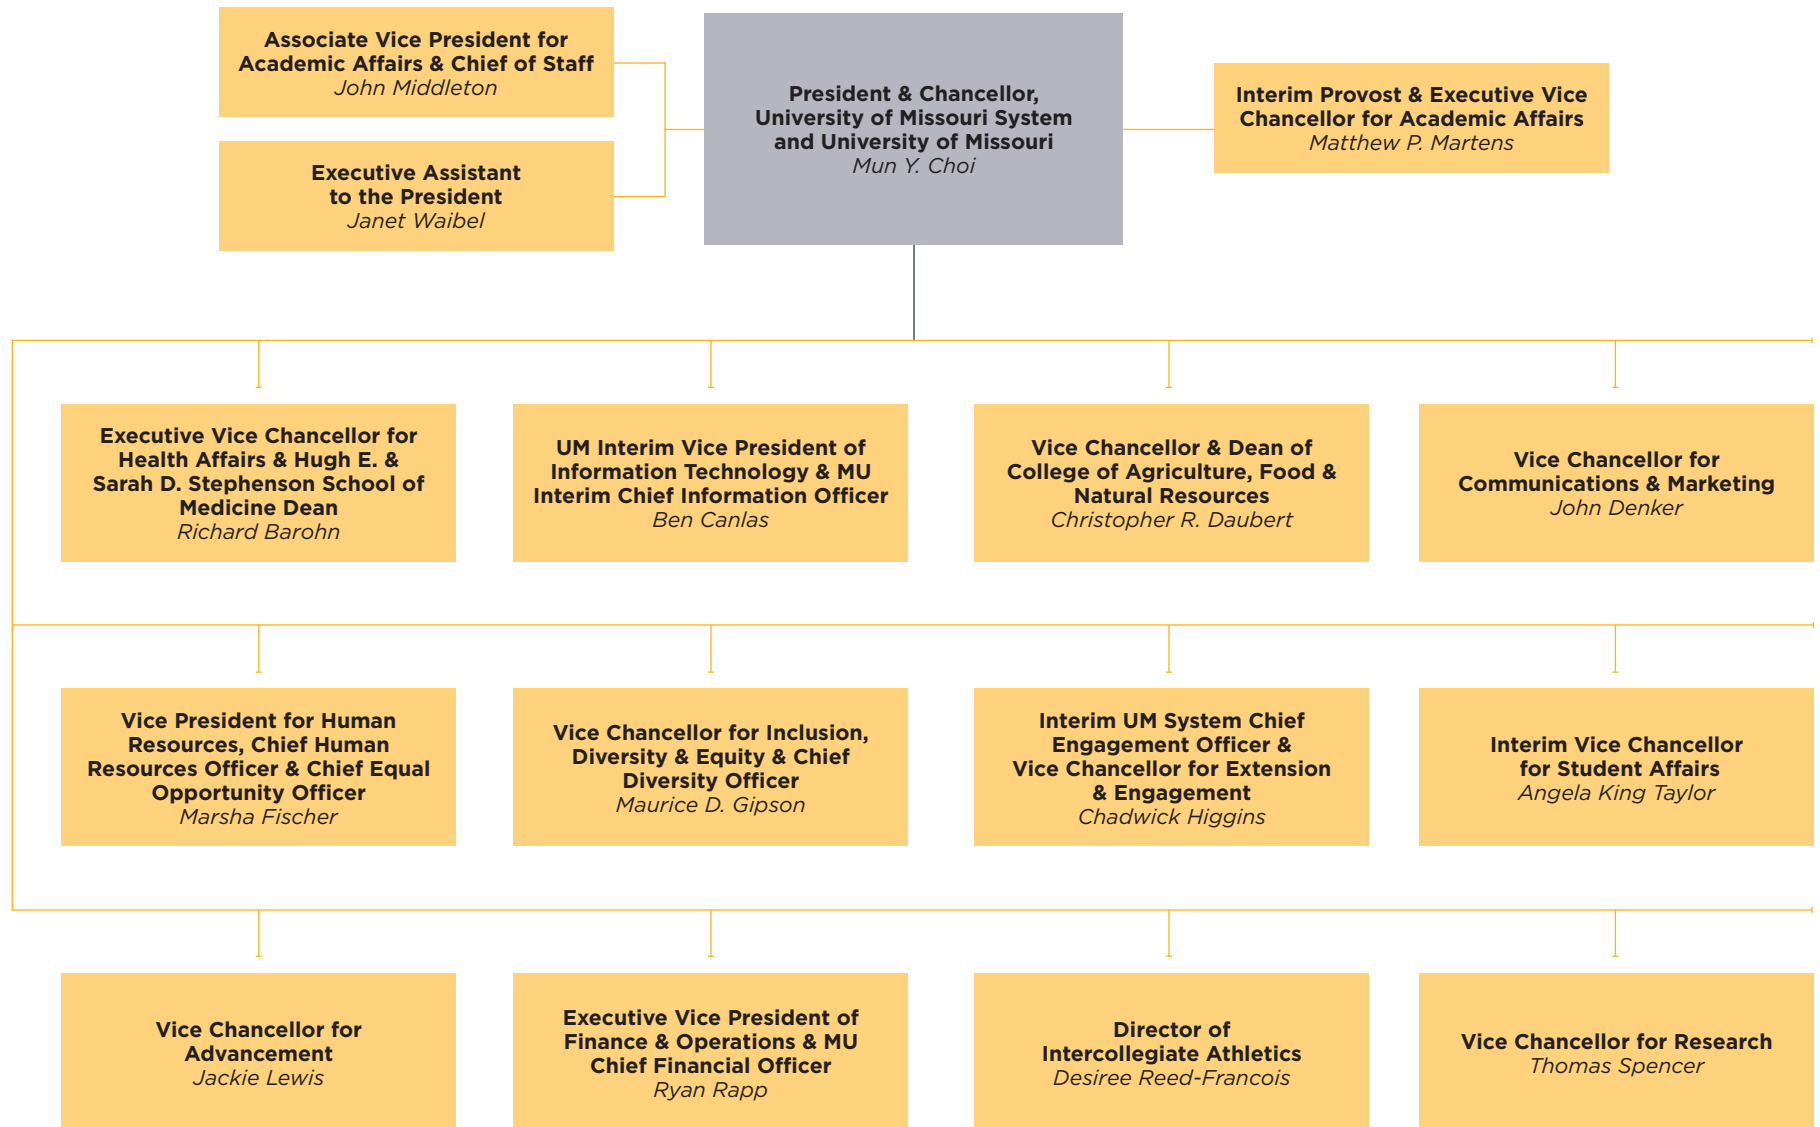 Associate Vice President for
Academic Affairs & Chief of Staff
John Middleton
Executive Assistant
to the President
Janet Waibel
President & Chancellor,
University of Missouri System
and University of Missouri
Mun Y. Choi
Interim Provost & Executive Vice
Chancellor for Academic Affairs
Matthew P. Martens
Executive Vice Chancellor for
Health Affairs & Hugh E. &
Sarah D. Stephenson School of
Medicine Dean
Richard Barohn
UM Interim Vice President of
Information Technology & MU
Interim Chief Information Officer
Ben Canlas
Vice Chancellor & Dean of
College of Agriculture, Food &
Natural Resources
Christopher R. Daubert
Vice Chancellor for
Communications & Marketing
John Denker
Vice President for Human
Resources, Chief Human
Resources Officer & Chief Equal
Opportunity Officer
Marsha Fischer
Vice Chancellor for Inclusion,
Diversity & Equity & Chief
Diversity Officer
Maurice D. Gipson
Interim UM System Chief
Engagement Officer &
Vice Chancellor for Extension
& Engagement
Chadwick Higgins
Interim Vice Chancellor
for Student Affairs
Angela King Taylor
Vice Chancellor for
Advancement
Jackie Lewis
Executive Vice President of
Finance & Operations & MU
Chief Financial Officer
Ryan Rapp
Director of
Intercollegiate Athletics
Desiree Reed-Francois
Vice Chancellor for Research
Thomas Spencer